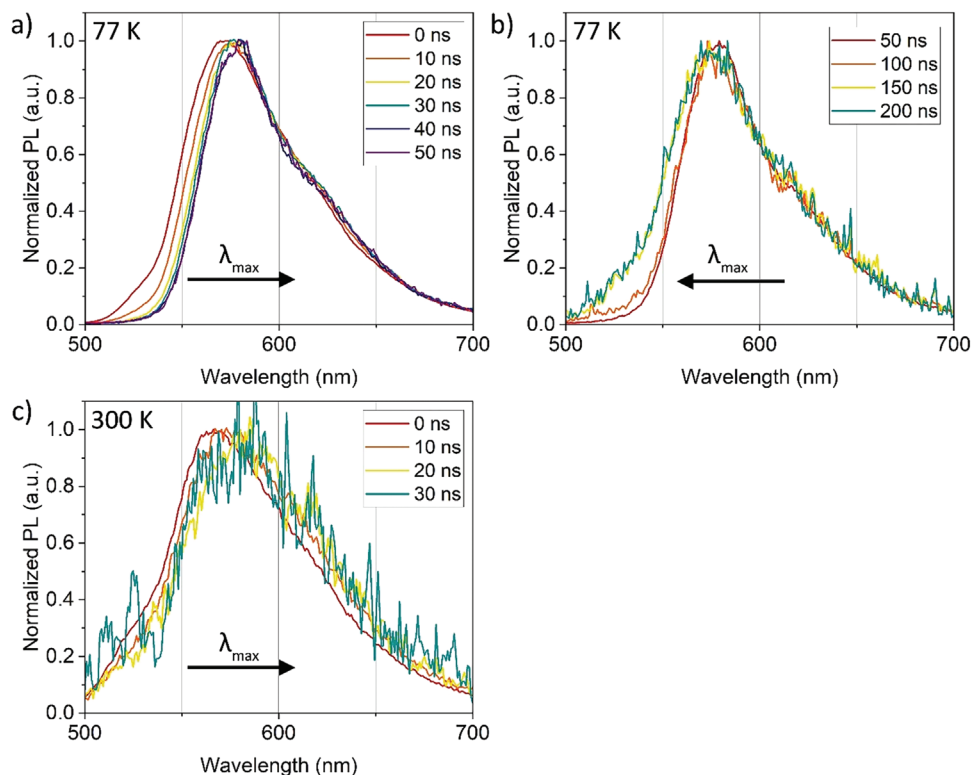 a)
77 K
Normalized PL (a.u.)
1.0
0.8
0.6
0.4
0.2
0.0
0 ns
10 ns
20 ns
30 ns
40 ns
50 ns
λmax
500
600
700
Wavelength (nm)
b)
77 K
Normalized PL (a.u.)
1.0
0.8
0.6
0.4
0.2
0.0
50 ns
100 ns
150 ns
200 ns
λmax
500
600
700
Wavelength (nm)
c)
300 K
Normalized PL (a.u.)
1.0
0.8
0.6
0.4
0.2
0.0
0 ns
10 ns
20 ns
30 ns
λmax
500
600
700
Wavelength (nm)